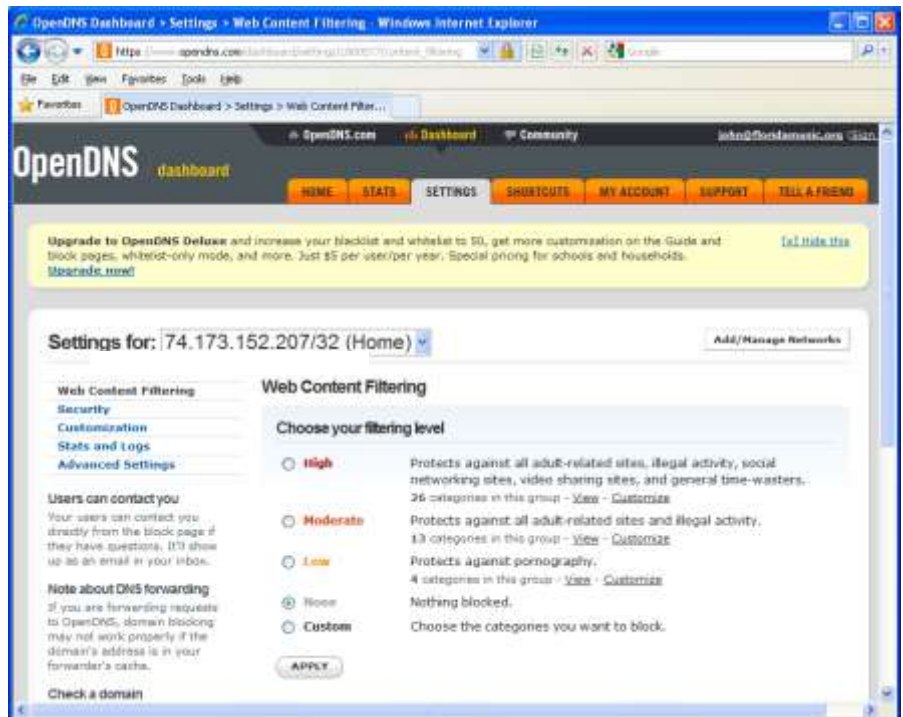 OpenDNS Dashboard > Settings > Web Content Filtering - Windows Internet Explorer
File Edit View Favorites Tools Help
Favorites OpenDNS Dashboard > Settings > Web Content Filter...
OpenDNS.com Dashboard Community
OpenDNS dashboard
HOME STATS SETTINGS SHORTCUTS MY ACCOUNT SUPPORT TELL A FRIEND
Upgrade to OpenDNS Deluxe and increase your blacklist and whitelist to 50, get more customization on the Guide and
[x] Hide this
block pages, whitelist-only mode, and more. Just $5 per user/per year. Special pricing for schools and households.
Upgrade now!
Settings for: 74.173.152.207/32 (Home)
Add/Manage Networks
Web Content Filtering
Security
Customization
Stats and Logs
Advanced Settings
Users can contact you
Your users can contact you
directly from the block page if
they have questions. It'll show
up as an email in your inbox.
Note about DNS forwarding
If you are forwarding requests
to OpenDNS, domain blocking
may not work properly if the
domain's address is in your
forwarder's cache.
Check a domain
Web Content Filtering
Choose your filtering level
High
Protects against all adult-related sites, illegal activity, social
networking sites, video sharing sites, and general time-wasters.
26 categories in this group - View - Customize
Moderate
Protects against all adult-related sites and illegal activity.
13 categories in this group - View - Customize
Low
Protects against pornography.
4 categories in this group - View - Customize
None
Nothing blocked.
Custom
Choose the categories you want to block.
APPLY